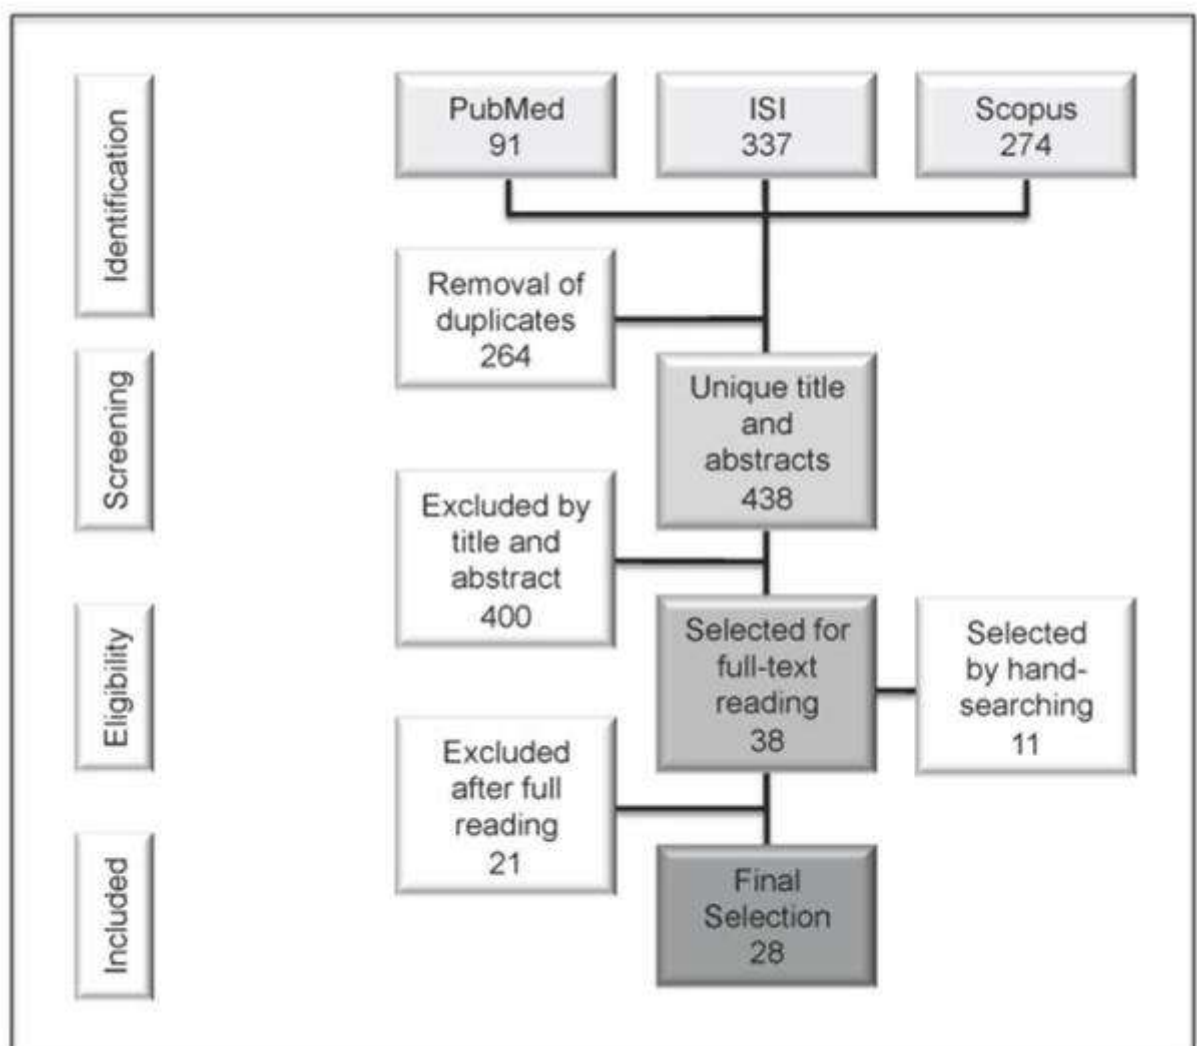 Identification
PubMed
91
ISI
337
Scopus
274
Removal of
duplicates
264
Screening
Unique title
and
abstracts
438
Excluded by
title and
abstract
400
Eligibility
Selected for
full-text
reading
38
Selected
by hand-
searching
11
Excluded
after full
reading
21
Included
Final
Selection
28